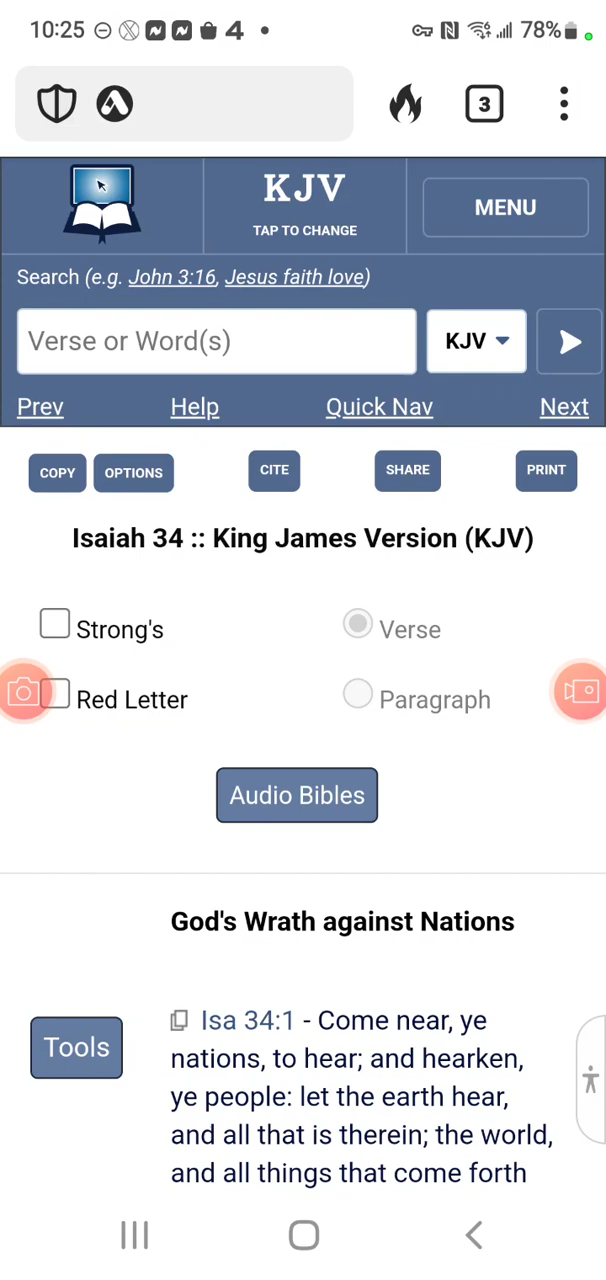 10:25 4 78%
3
KJV
TAP TO CHANGE
MENU
Search (e.g. John 3:16, Jesus faith love)
Verse or Word(s) KJV
Prev Help Quick Nav Next
COPY OPTIONS CITE SHARE PRINT
Isaiah 34 :: King James Version (KJV)
Strong's Verse
Red Letter Paragraph
Audio Bibles
God's Wrath against Nations
Tools
Isa 34:1 - Come near, ye
nations, to hear; and hearken,
ye people: let the earth hear,
and all that is therein; the world,
and all things that come forth